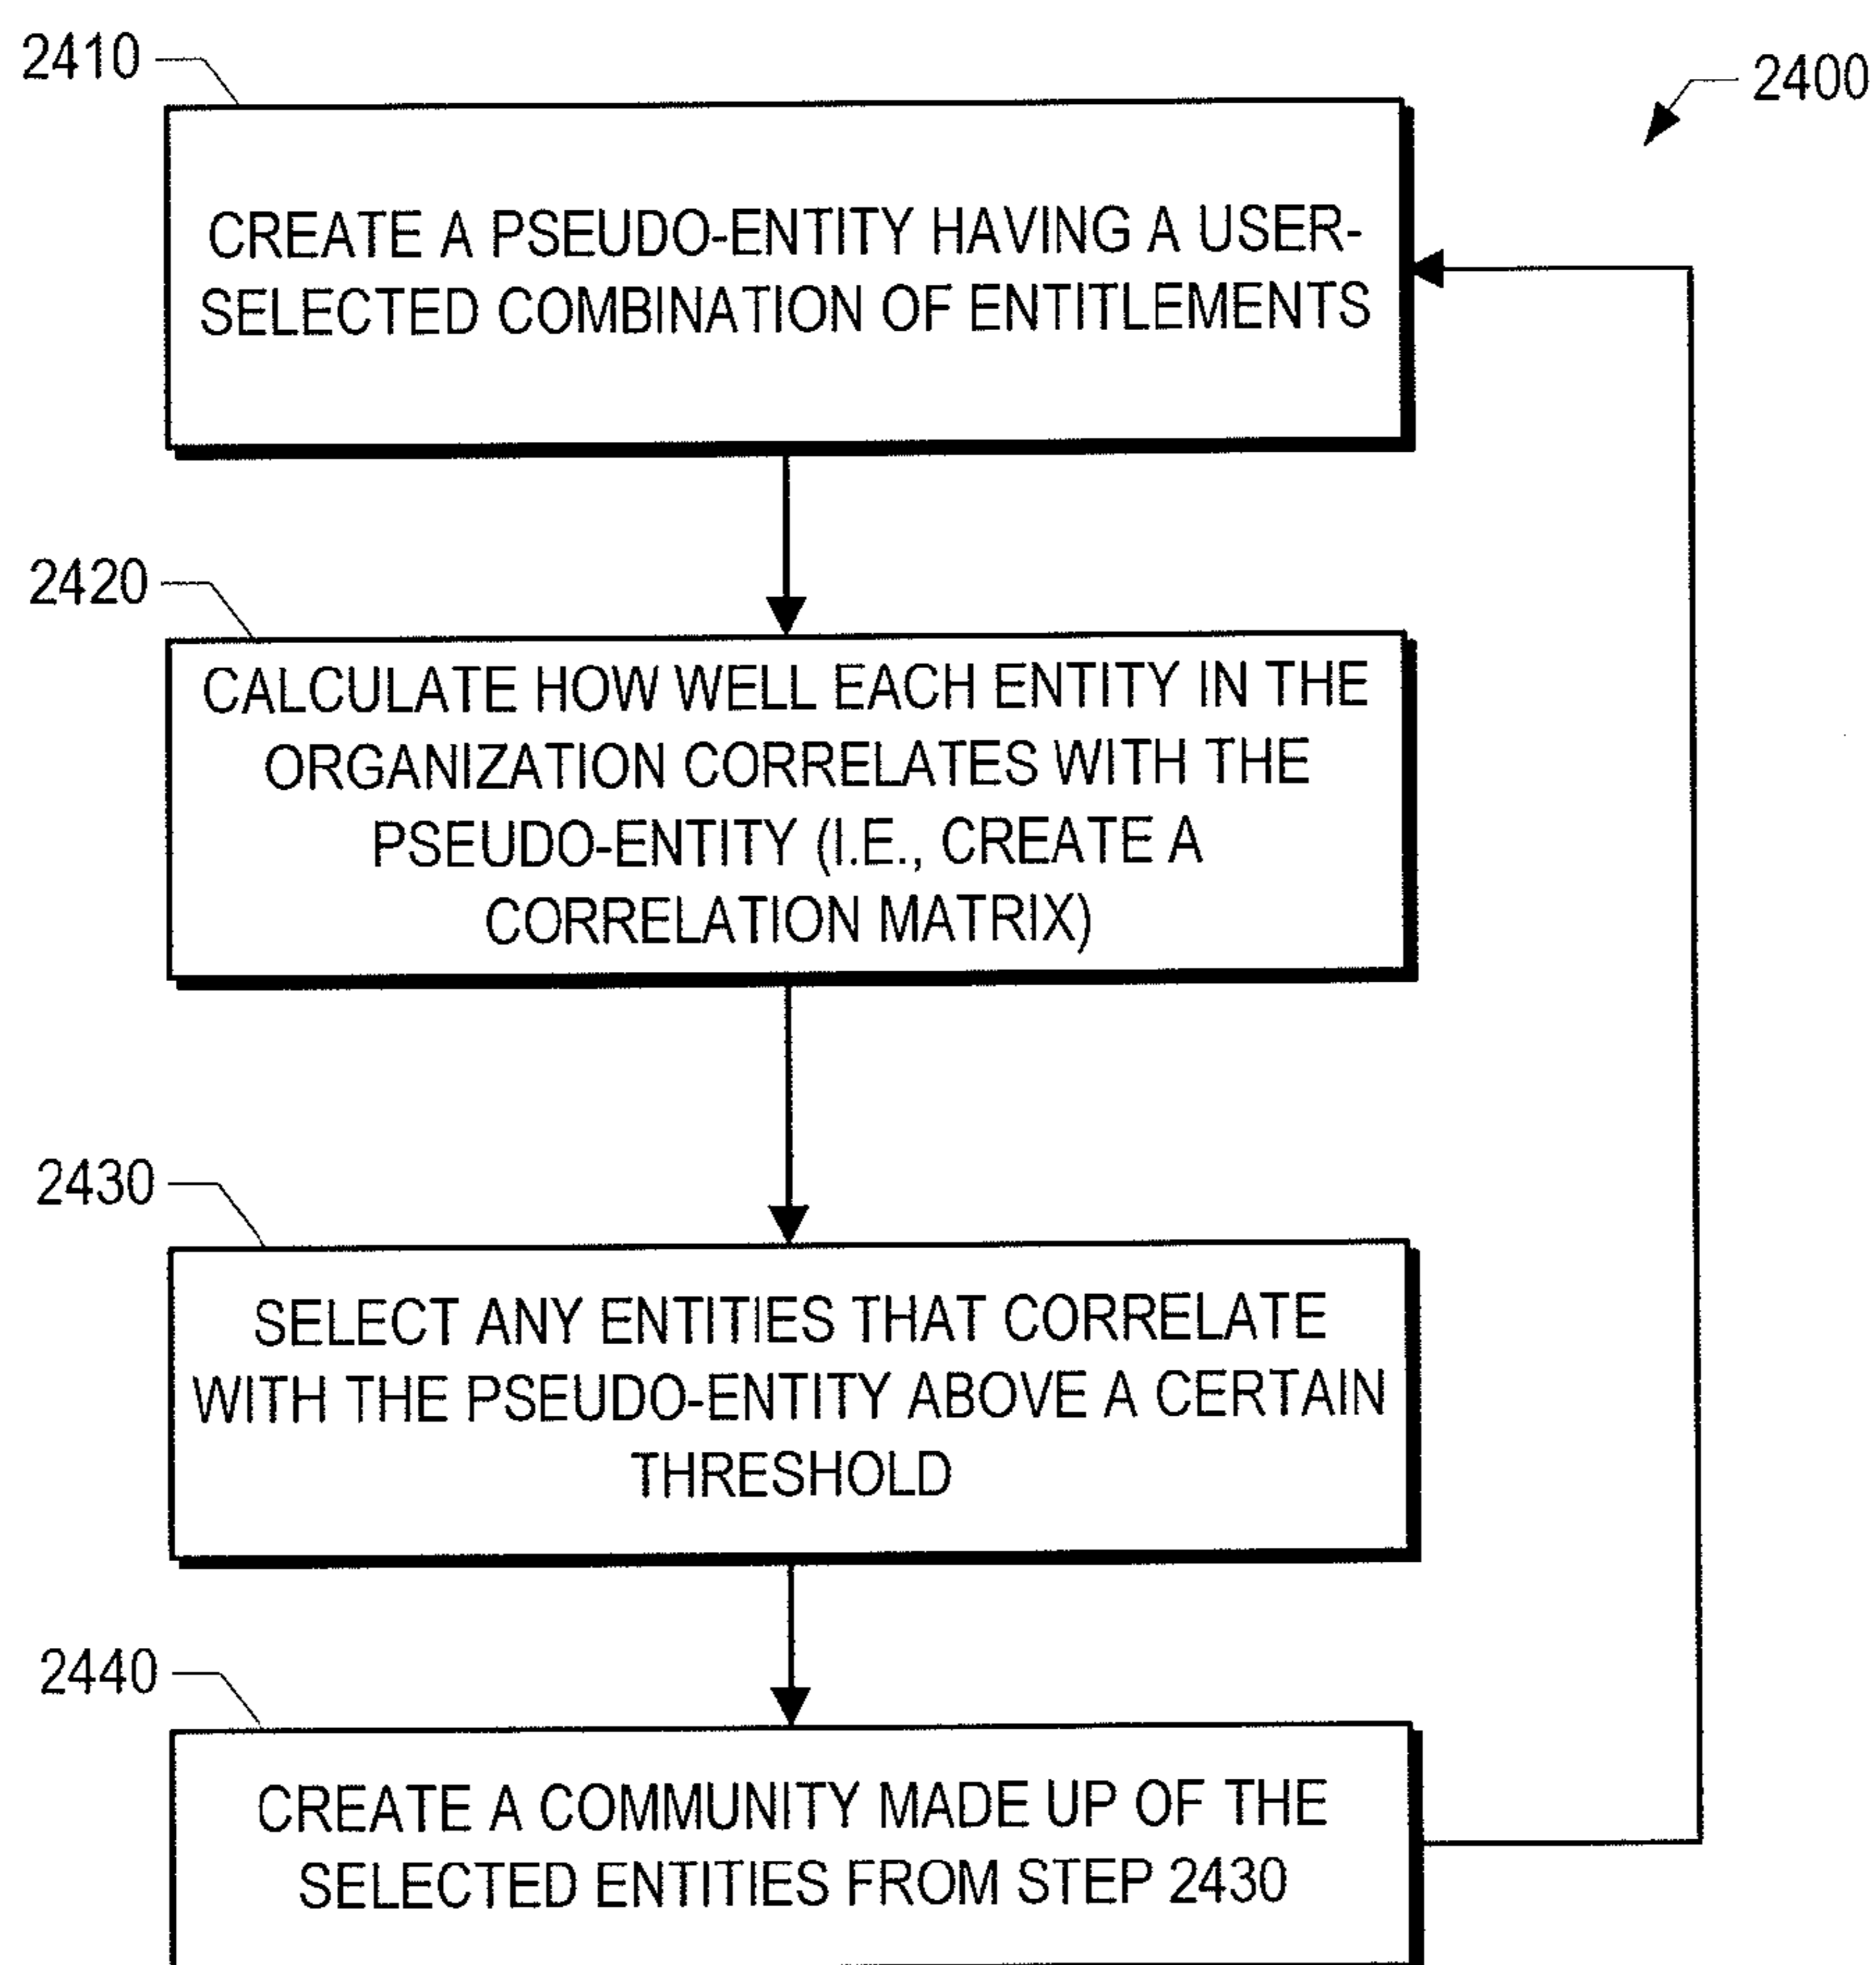 2410
2400
CREATE A PSEUDO-ENTITY HAVING A USER-
SELECTED COMBINATION OF ENTITLEMENTS
2420
CALCULATE HOW WELL EACH ENTITY IN THE
ORGANIZATION CORRELATES WITH THE
PSEUDO-ENTITY (I.E., CREATE A
CORRELATION MATRIX)
2430
SELECT ANY ENTITIES THAT CORRELATE
WITH THE PSEUDO-ENTITY ABOVE A CERTAIN
THRESHOLD
2440
CREATE A COMMUNITY MADE UP OF THE
SELECTED ENTITIES FROM STEP 2430